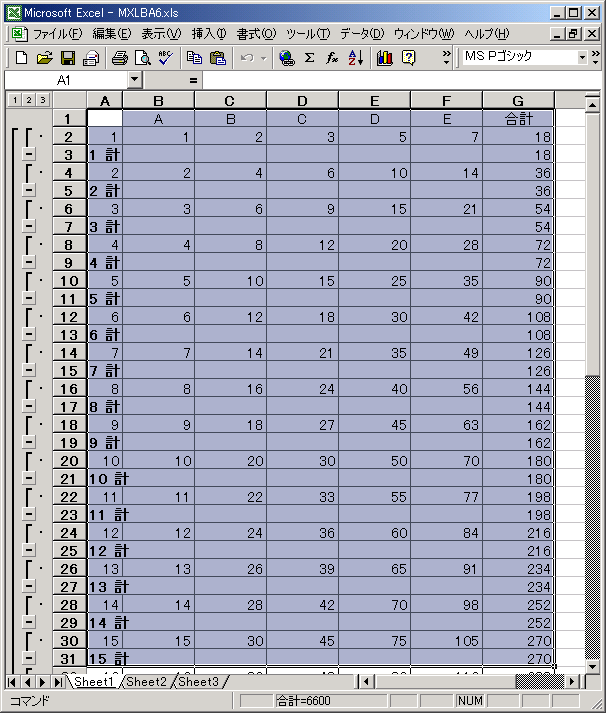 Microsoft Excel - MXLBA6.xls
ファイル(F) 編集(E) 表示(V) 挿入(I) 書式(O) ツール(T) データ(D) ウィンドウ(W) ヘルプ(H)
MS Pゴシック
A1 =
1 2 3 A B C D E F G
1 A B C D E 合計
2 1 1 2 3 5 7 18
3 1 計 18
4 2 2 4 6 10 14 36
5 2 計 36
6 3 3 6 9 15 21 54
7 3 計 54
8 4 4 8 12 20 28 72
9 4 計 72
10 5 5 10 15 25 35 90
11 5 計 90
12 6 6 12 18 30 42 108
13 6 計 108
14 7 7 14 21 35 49 126
15 7 計 126
16 8 8 16 24 40 56 144
17 8 計 144
18 9 9 18 27 45 63 162
19 9 計 162
20 10 10 20 30 50 70 180
21 10 計 180
22 11 11 22 33 55 77 198
23 11 計 198
24 12 12 24 36 60 84 216
25 12 計 216
26 13 13 26 39 65 91 234
27 13 計 234
28 14 14 28 42 70 98 252
29 14 計 252
30 15 15 30 45 75 105 270
31 15 計 270
Sheet1 Sheet2 Sheet3
コマンド 合計=6600 NUM